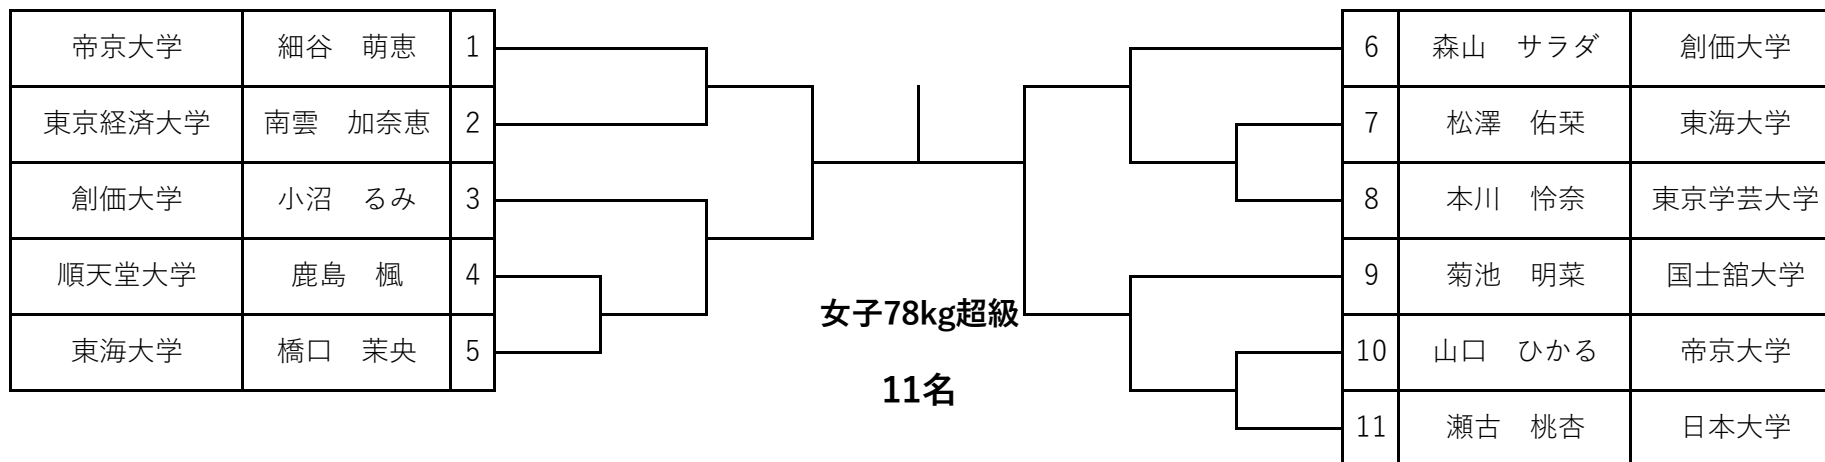 帝京大学 細谷　萌恵 1
東京経済大学 南雲　加奈恵 2
創価大学 小沼　るみ 3
順天堂大学 鹿島　楓 4
東海大学 橋口　茉央 5
女子78kg超級
11名
6 森山　サラダ 創価大学
7 松澤　佑栞 東海大学
8 本川　怜奈 東京学芸大学
9 菊池　明菜 国士舘大学
10 山口　ひかる 帝京大学
11 瀬古　桃杏 日本大学